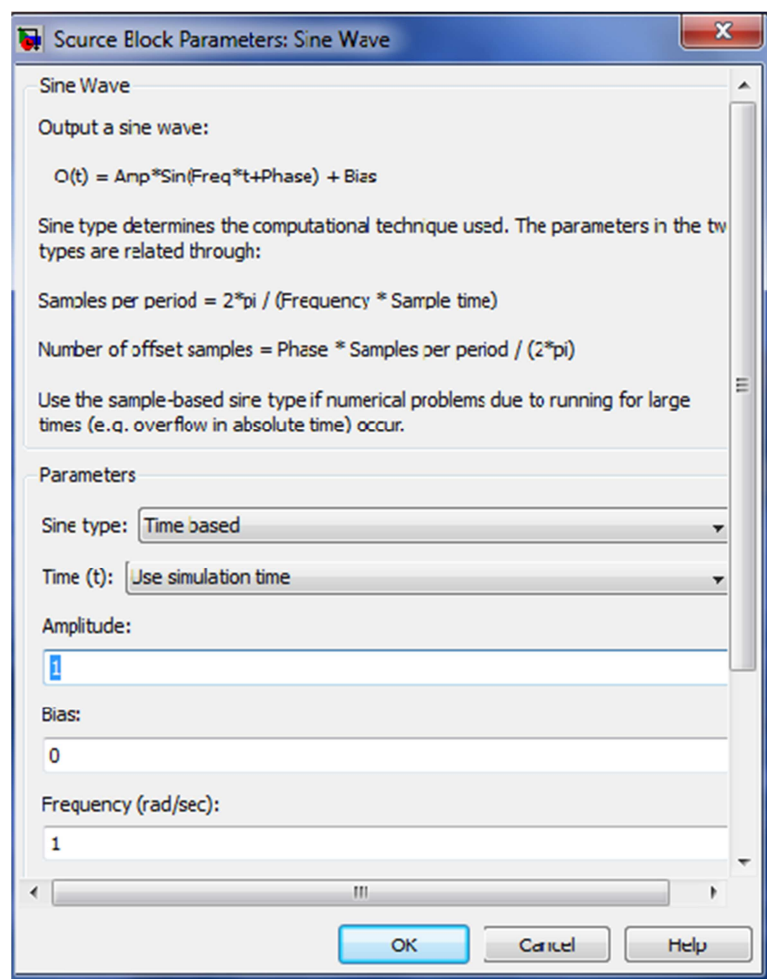 Source Block Parameters: Sine Wave
Sine Wave
Output a sine wave:
O(t) = Amp*Sin(Freq*t+Phase) + Bias
Sine type determines the computational technique used. The parameters in the tw
types are related through:
Samples per period = 2*pi / (Frequency * Sample time)
Number of offset samples = Phase * Samples per period / (2*pi)
Use the sample-based sine type if numerical problems due to running for large
times (e.g. overflow in absolute time) occur.
Parameters
Sine type: Time based
Time (t): Use simulation time
Amplitude:
1
Bias:
0
Frequency (rad/sec):
1
OK Cancel Help